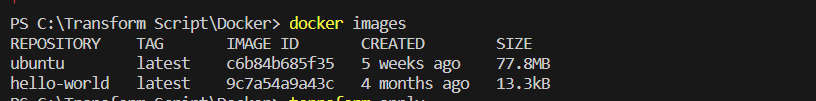 PS C:\Transform Script\Docker> docker images
REPOSITORY TAG IMAGE ID CREATED SIZE
ubuntu latest c6b84b685f35 5 weeks ago 77.8MB
hello-world latest 9c7a54a9a43c 4 months ago 13.3kB
PS C:\Transform Script\Docker> terraform apply